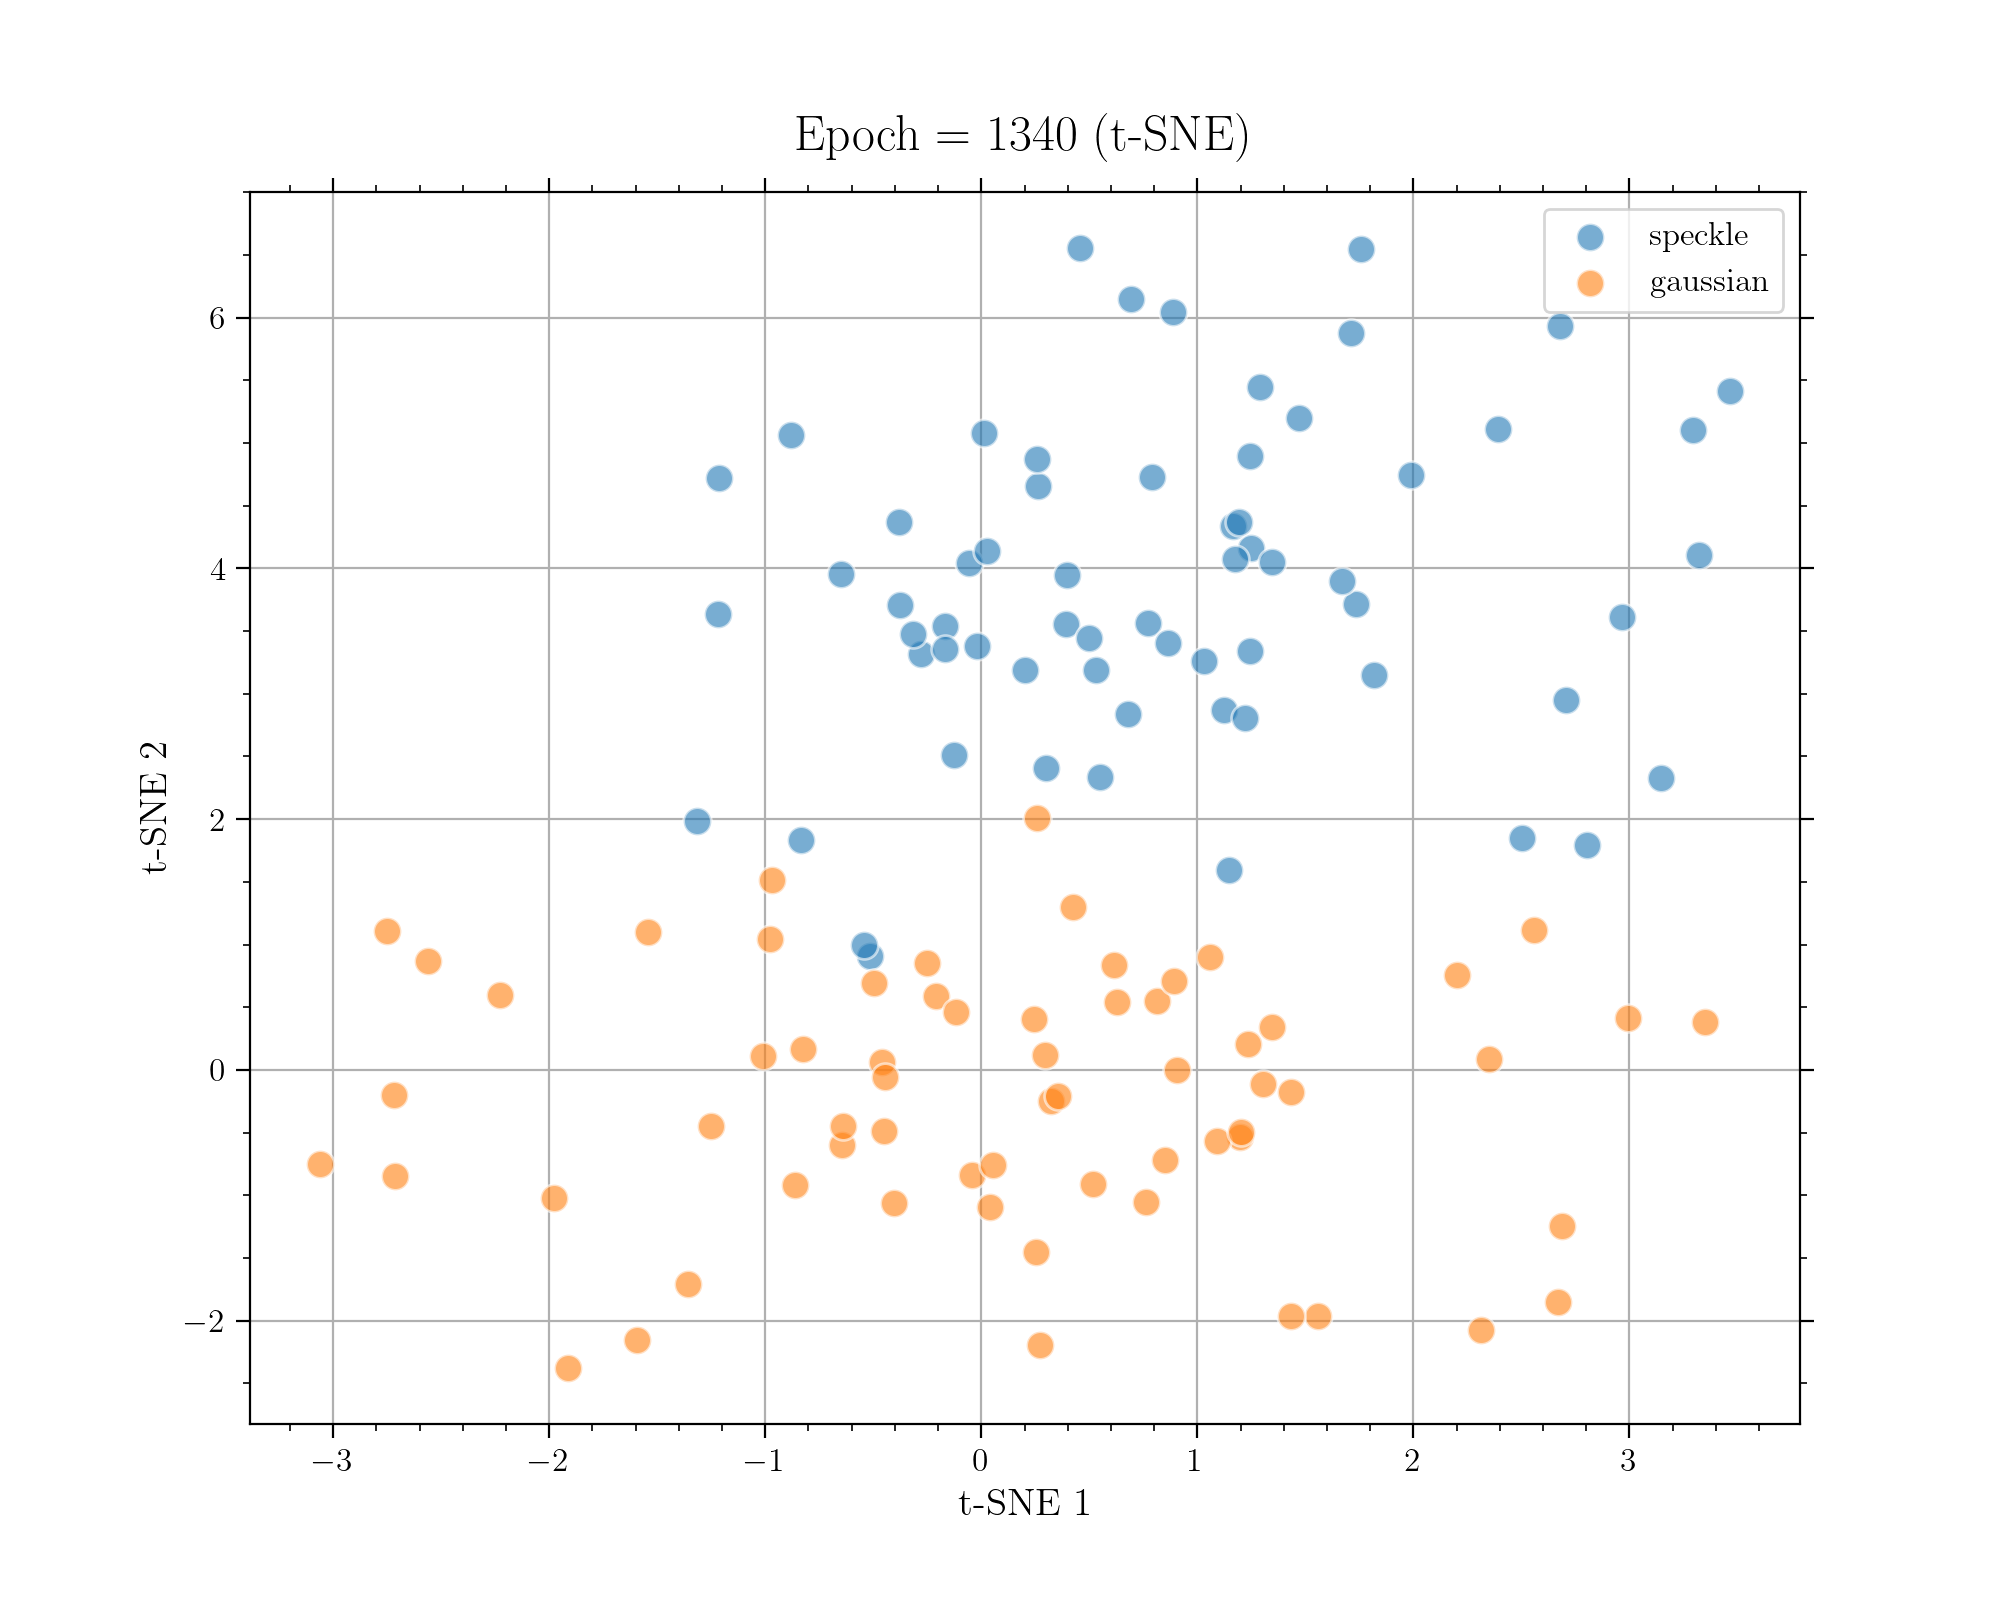 Epoch = 1340 (t-SNE)
speckle
gaussian
6
4
2
0
−2
t-SNE 2
−3
−2
−1
0
1
2
3
t-SNE 1